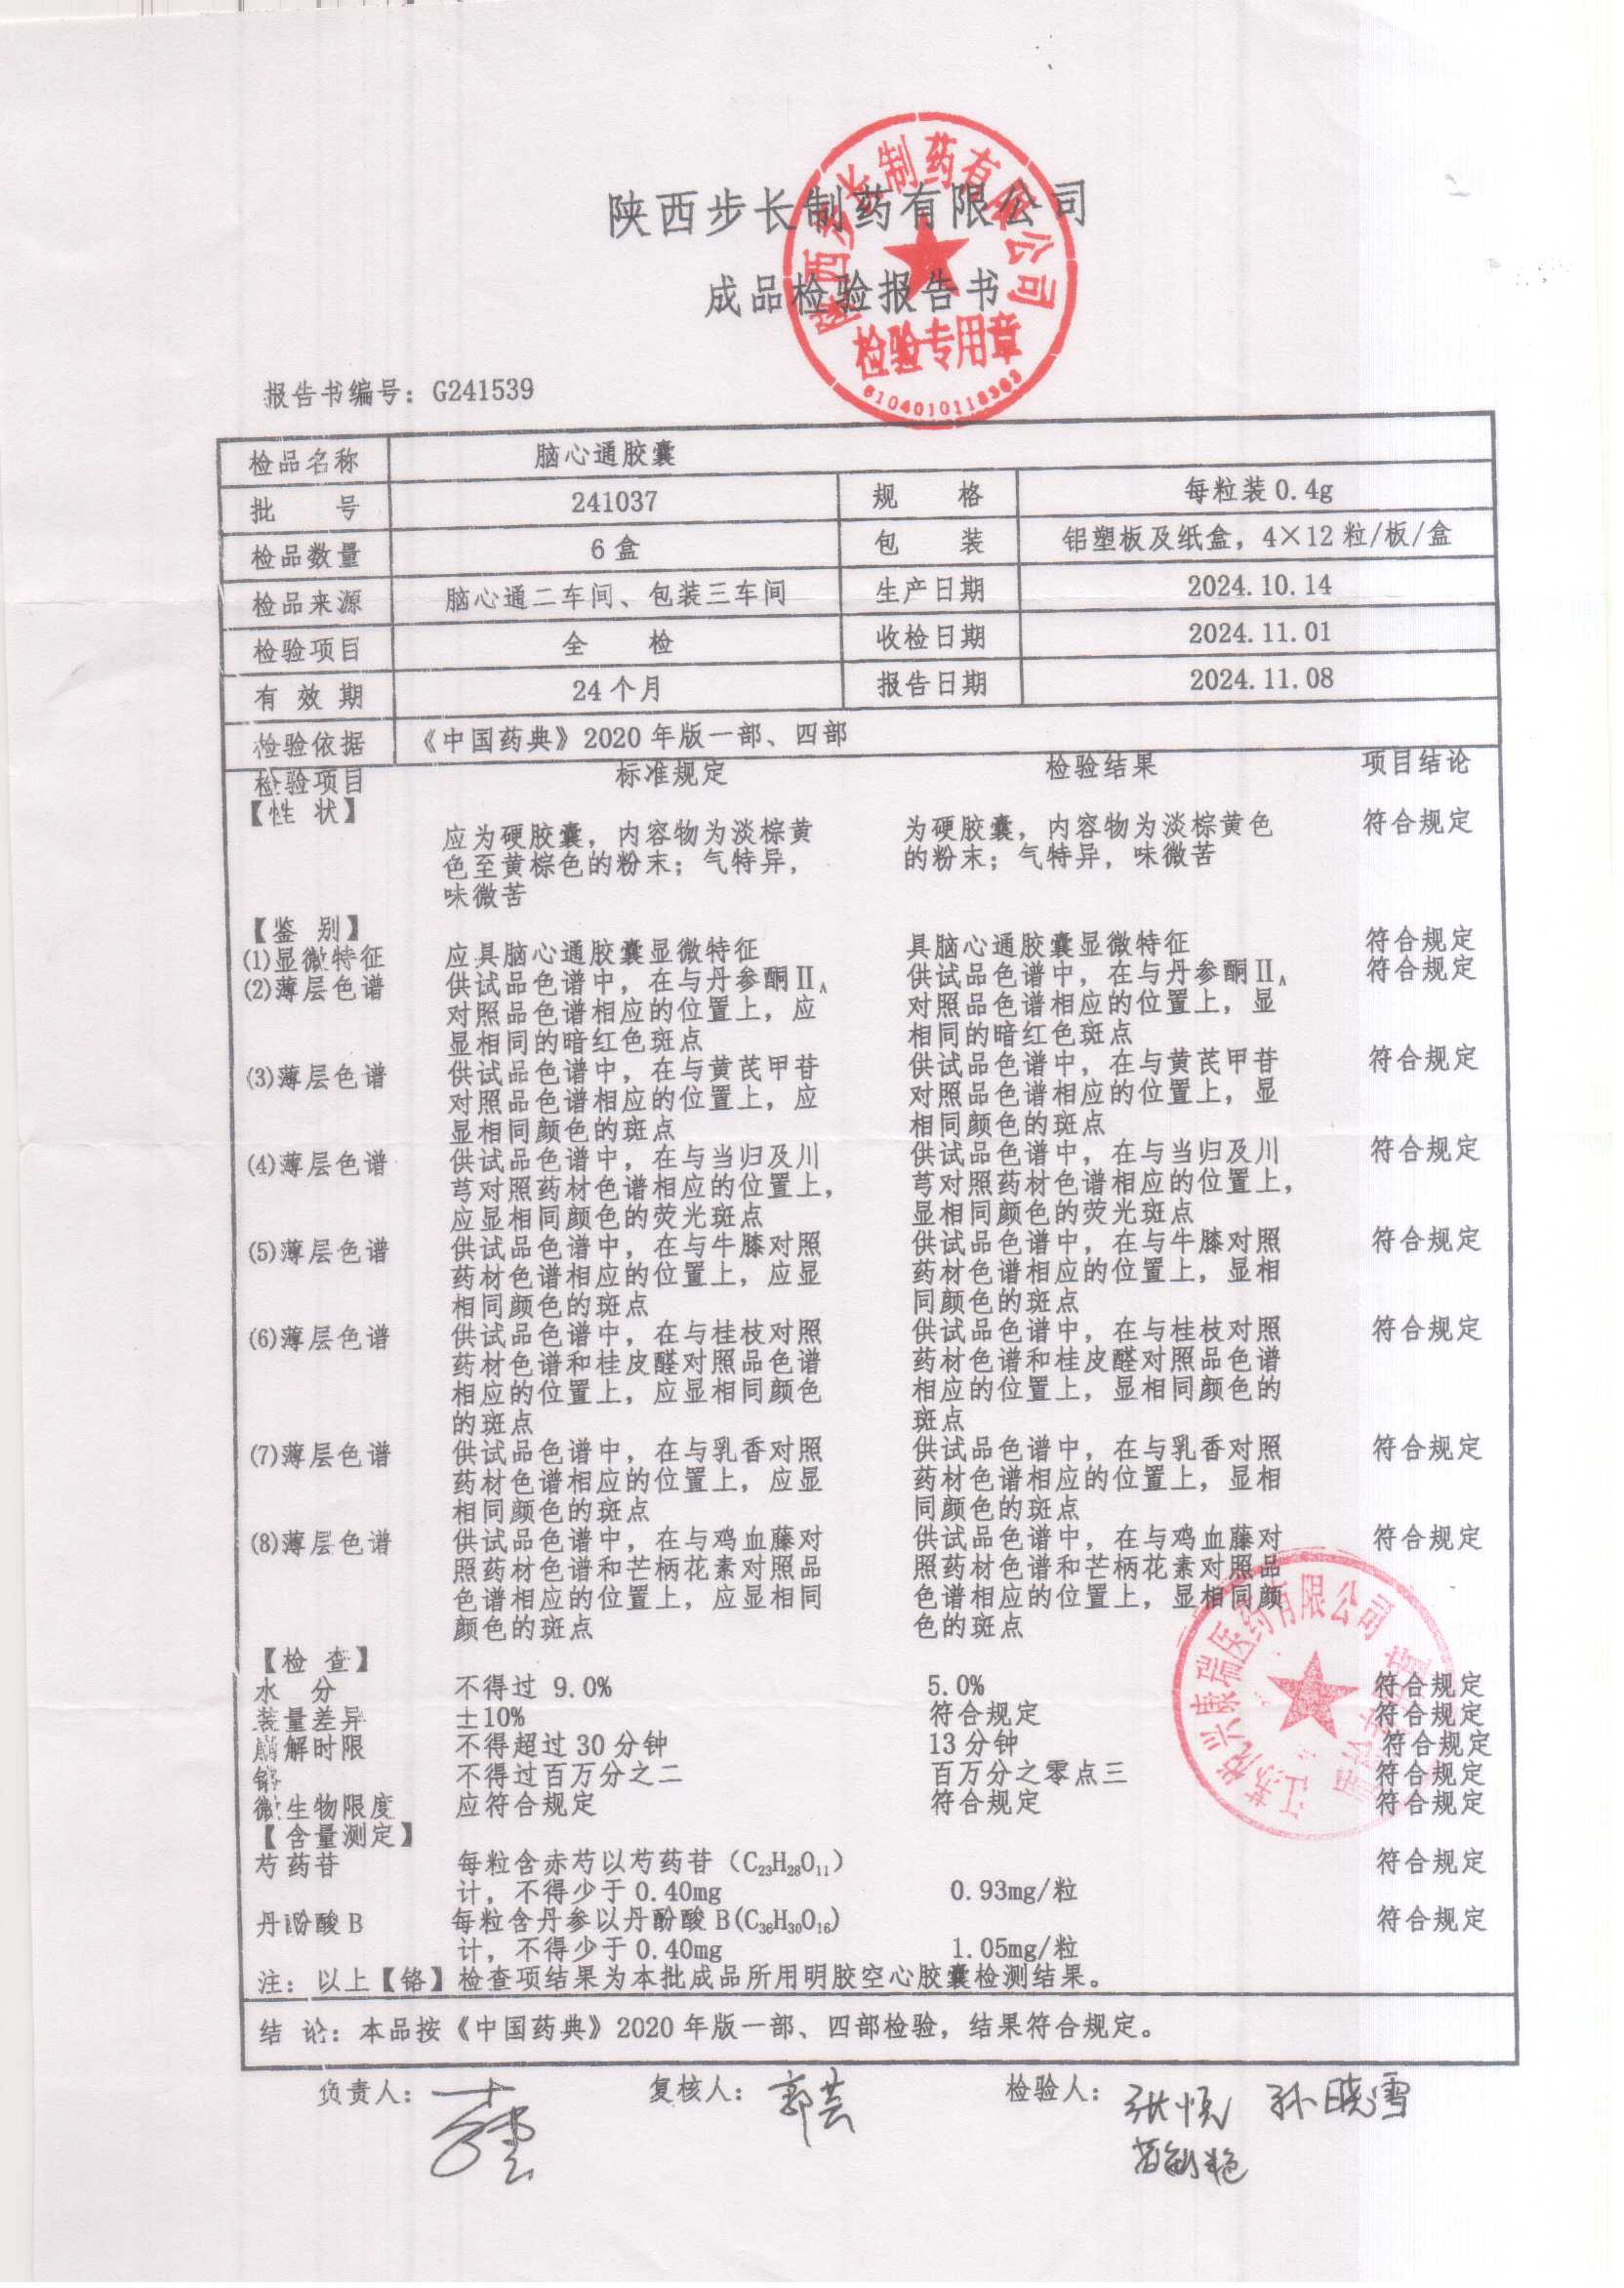 陕西步长制药有限公司
成品检验报告书
陕西步长制药有限公司
检验专用章
报告书编号：G241539
检品名称 脑心通胶囊
批 号 241037 规 格 每粒装0.4g
检品数量 6盒 包 装 铝塑板及纸盒，4×12粒/板/盒
检品来源 脑心通二车间、包装三车间 生产日期 2024.10.14
检验项目 全 检 收检日期 2024.11.01
有 效 期 24个月 报告日期 2024.11.08
检验依据 《中国药典》2020年版一部、四部
检验项目 标准规定 检验结果 项目结论
【性 状】
应为硬胶囊，内容物为淡棕黄 为硬胶囊，内容物为淡棕黄色 符合规定
色至黄棕色的粉末；气特异， 的粉末；气特异，味微苦
味微苦
【鉴 别】
(1)显微特征 应具脑心通胶囊显微特征 具脑心通胶囊显微特征 符合规定
(2)薄层色谱 供试品色谱中，在与丹参酮ⅡA 供试品色谱中，在与丹参酮ⅡA 符合规定
对照品色谱相应的位置上，应 对照品色谱相应的位置上，显
显相同的暗红色斑点 相同的暗红色斑点
(3)薄层色谱 供试品色谱中，在与黄芪甲苷 供试品色谱中，在与黄芪甲苷 符合规定
对照品色谱相应的位置上，应 对照品色谱相应的位置上，显
显相同颜色的斑点 相同颜色的斑点
(4)薄层色谱 供试品色谱中，在与当归及川 供试品色谱中，在与当归及川 符合规定
芎对照药材色谱相应的位置上， 芎对照药材色谱相应的位置上，
应显相同颜色的荧光斑点 显相同颜色的荧光斑点
(5)薄层色谱 供试品色谱中，在与牛膝对照 供试品色谱中，在与牛膝对照 符合规定
药材色谱相应的位置上，应显 药材色谱相应的位置上，显相
相同颜色的斑点 同颜色的斑点
(6)薄层色谱 供试品色谱中，在与桂枝对照 供试品色谱中，在与桂枝对照 符合规定
药材色谱和桂皮醛对照品色谱 药材色谱和桂皮醛对照品色谱
相应的位置上，应显相同颜色 相应的位置上，显相同颜色的
的斑点 斑点
(7)薄层色谱 供试品色谱中，在与乳香对照 供试品色谱中，在与乳香对照 符合规定
药材色谱相应的位置上，应显 药材色谱相应的位置上，显相
相同颜色的斑点 同颜色的斑点
(8)薄层色谱 供试品色谱中，在与鸡血藤对 供试品色谱中，在与鸡血藤对 符合规定
照药材色谱和芒柄花素对照品 照药材色谱和芒柄花素对照品
色谱相应的位置上，应显相同 色谱相应的位置上，显相同颜
颜色的斑点 色的斑点
【检 查】
水 分 不得过 9.0% 5.0% 符合规定
装量差异 ±10% 符合规定 符合规定
崩解时限 不得超过30分钟 13分钟 符合规定
铬 不得过百万分之二 百万分之零点三 符合规定
微生物限度 应符合规定 符合规定 符合规定
【含量测定】
芍药苷 每粒含赤芍以芍药苷（C23H28O11） 符合规定
计，不得少于0.40mg 0.93mg/粒
丹酚酸B 每粒含丹参以丹酚酸B(C36H30O16) 符合规定
计，不得少于0.40mg 1.05mg/粒
注：以上【铬】检查项结果为本批成品所用明胶空心胶囊检测结果。
结 论：本品按《中国药典》2020年版一部、四部检验，结果符合规定。
负责人： 复核人：郭芸 检验人：张悦 孙晓雪